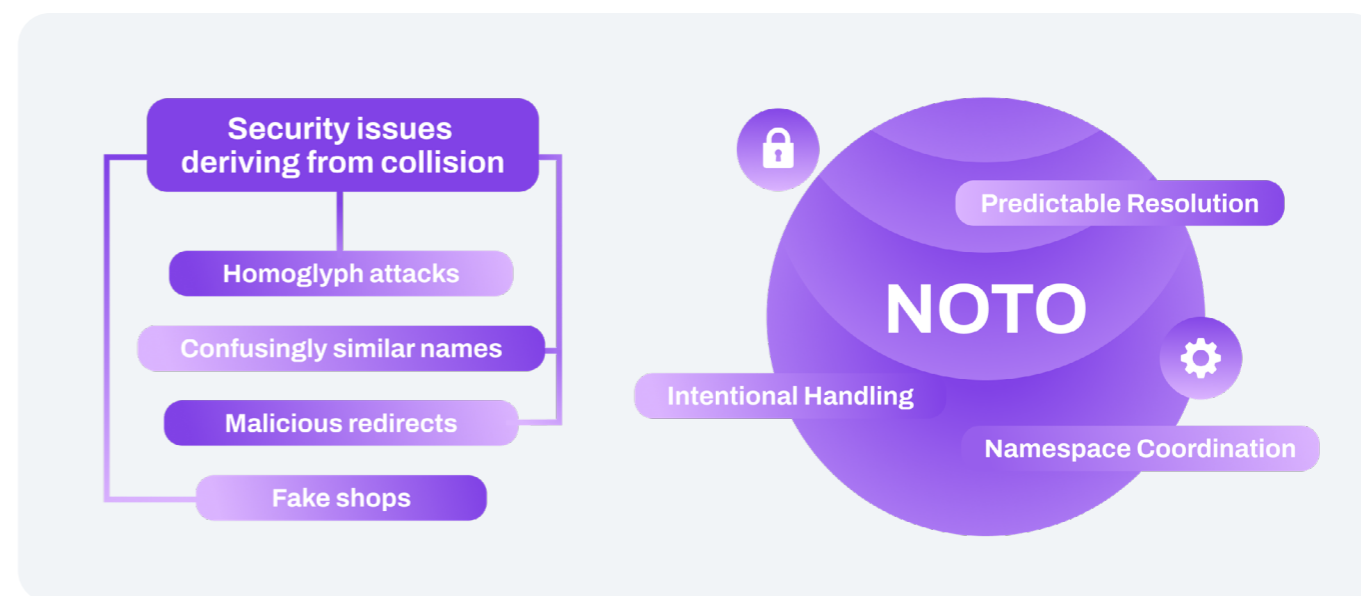 Security issues
deriving from collision
Homoglyph attacks
Confusingly similar names
Malicious redirects
Fake shops
Predictable Resolution
NOTO
Intentional Handling
Namespace Coordination